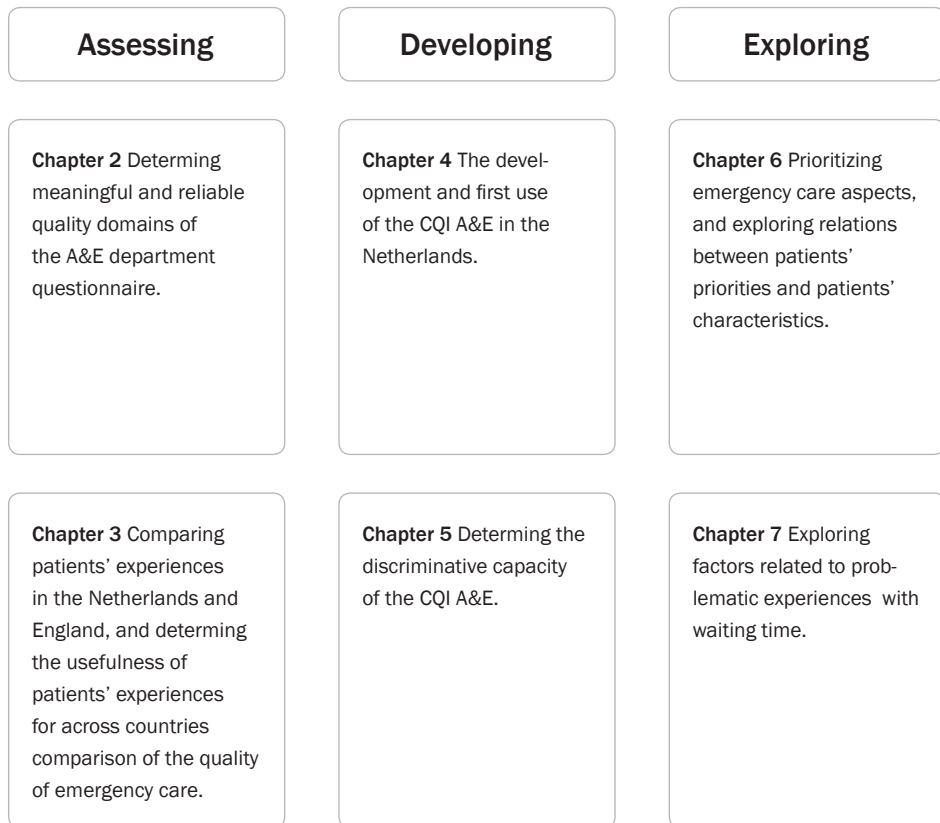 Assessing
Developing
Exploring
Chapter 2 Determing
meaningful and reliable
quality domains of
the A&E department
questionnaire.
Chapter 4 The devel-
opment and first use
of the CQI A&E in the
Netherlands.
Chapter 6 Prioritizing
emergency care aspects,
and exploring relations
between patients’
priorities and patients’
characteristics.
Chapter 3 Comparing
patients’ experiences
in the Netherlands and
England, and determing
the usefulness of
patients’ experiences
for across countries
comparison of the quality
of emergency care.
Chapter 5 Determing the
discriminative capacity
of the CQI A&E.
Chapter 7 Exploring
factors related to prob-
lematic experiences with
waiting time.